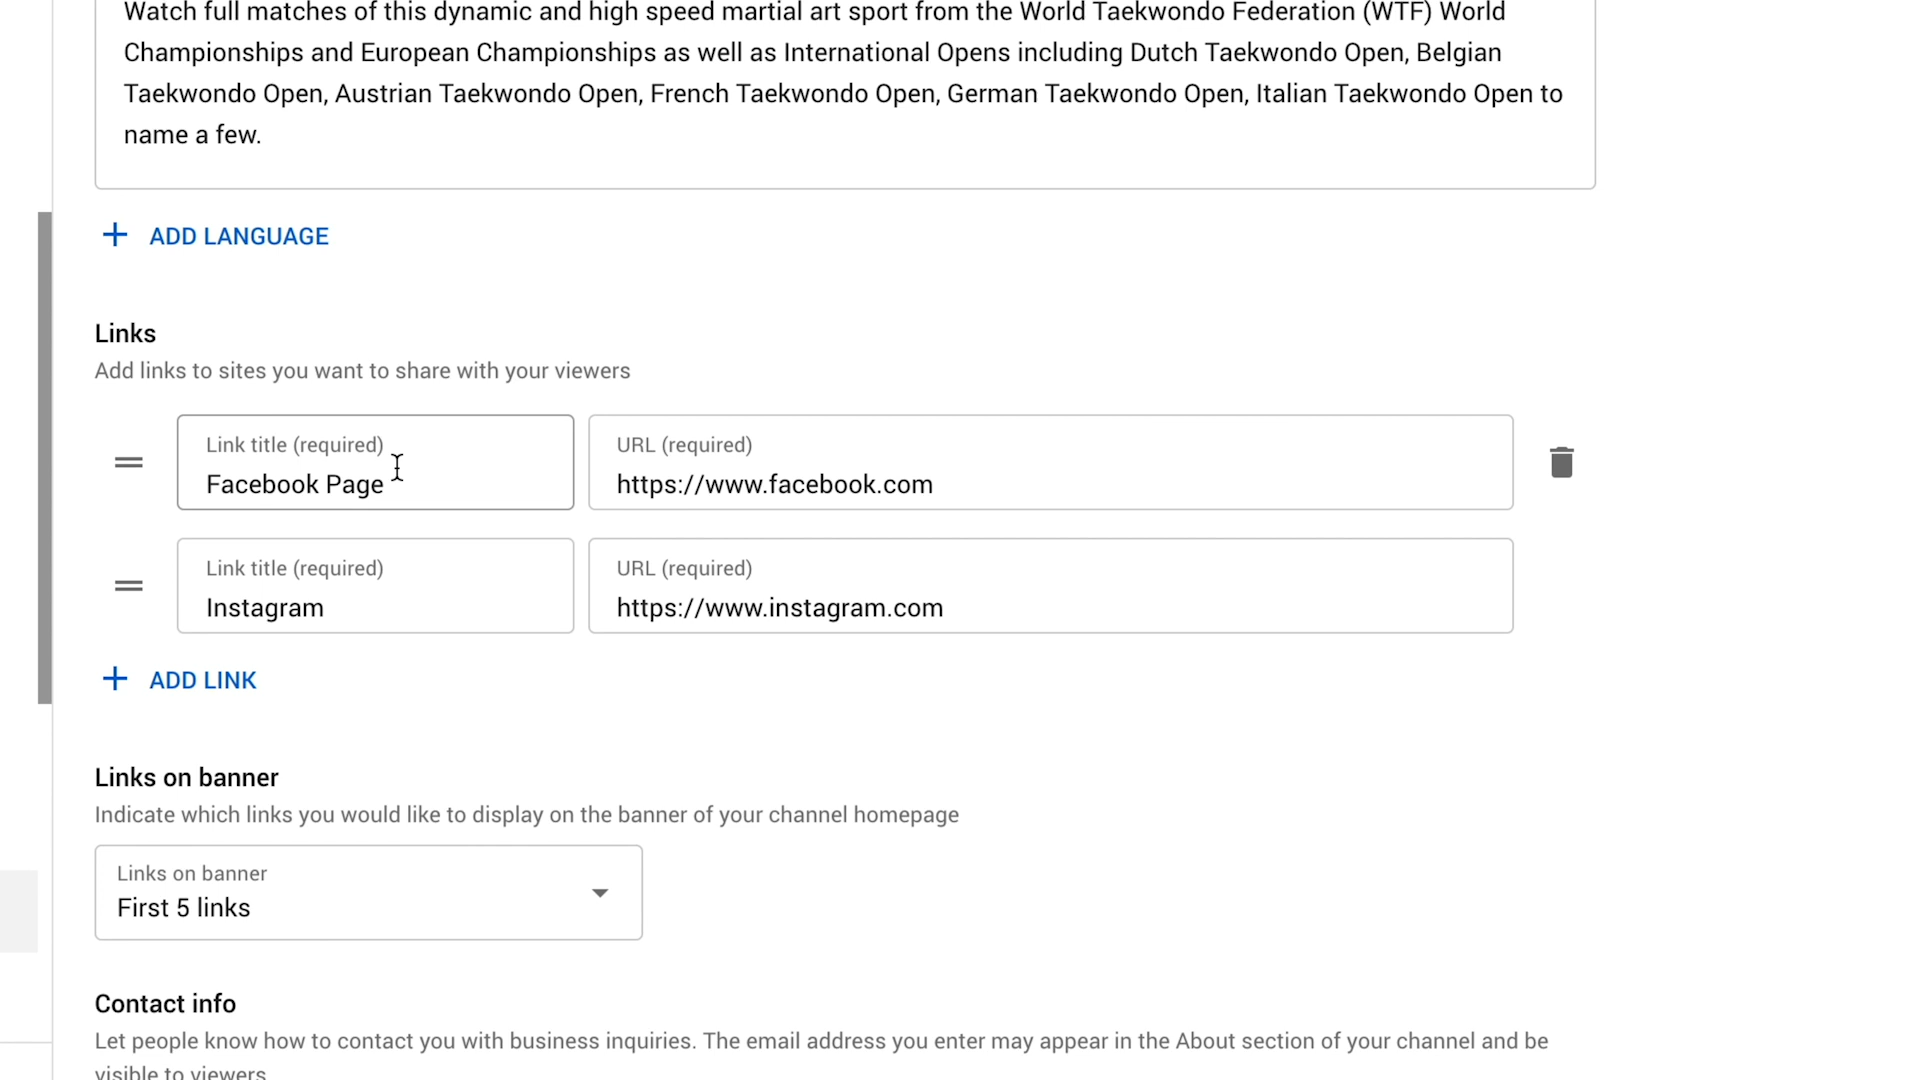 Watch full matches of this dynamic and high speed martial art sport from the World Taekwondo Federation (WTF) World
Championships and European Championships as well as International Opens including Dutch Taekwondo Open, Belgian
Taekwondo Open, Austrian Taekwondo Open, French Taekwondo Open, German Taekwondo Open, Italian Taekwondo Open to
name a few.
ADD LANGUAGE
Links
Add links to sites you want to share with your viewers
Link title (required)
Facebook Page
URL (required)
https://www.facebook.com
Link title (required)
Instagram
URL (required)
https://www.instagram.com
ADD LINK
Links on banner
Indicate which links you would like to display on the banner of your channel homepage
Links on banner
First 5 links
Contact info
Let people know how to contact you with business inquiries. The email address you enter may appear in the About section of your channel and be
visible to viewers